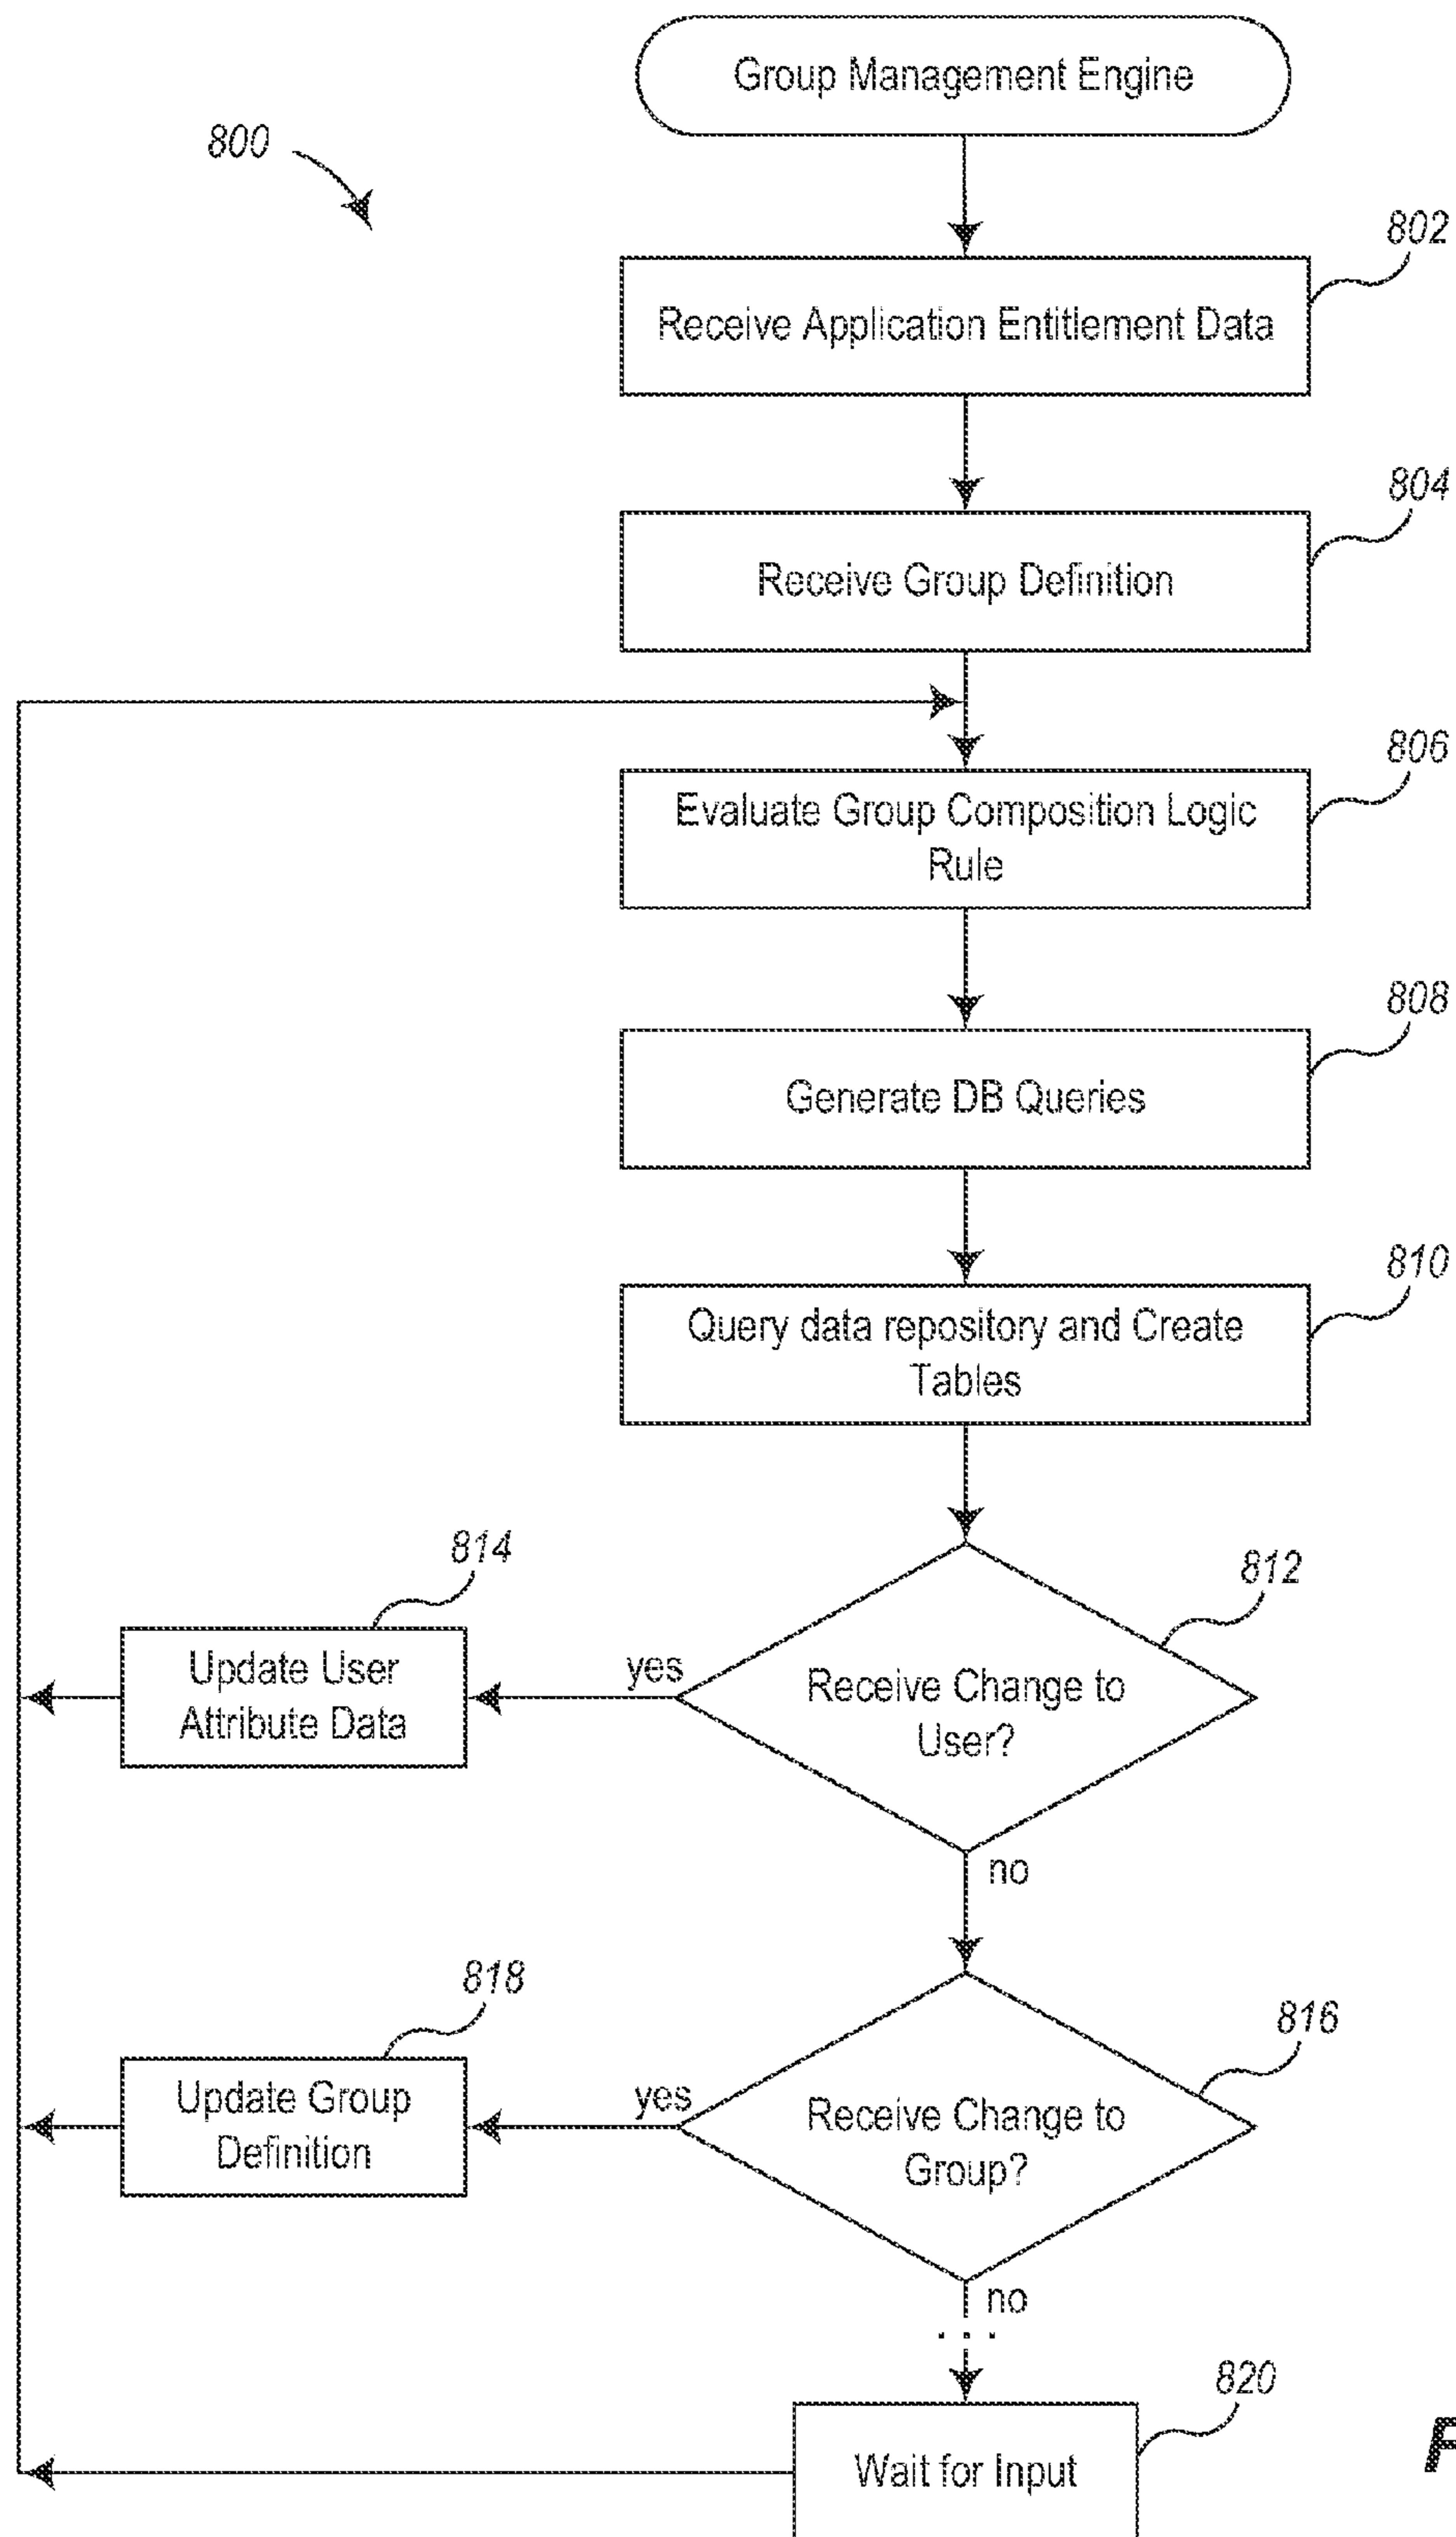 Group Management Engine
800
802
Receive Application Entitlement Data
804
Receive Group Definition
806
Evaluate Group Composition Logic
Rule
808
Generate DB Queries
810
Query data repository and Create
Tables
812
Receive Change to
User?
yes
814
Update User
Attribute Data
no
816
Receive Change to
Group?
yes
818
Update Group
Definition
no
...
820
Wait for Input
F